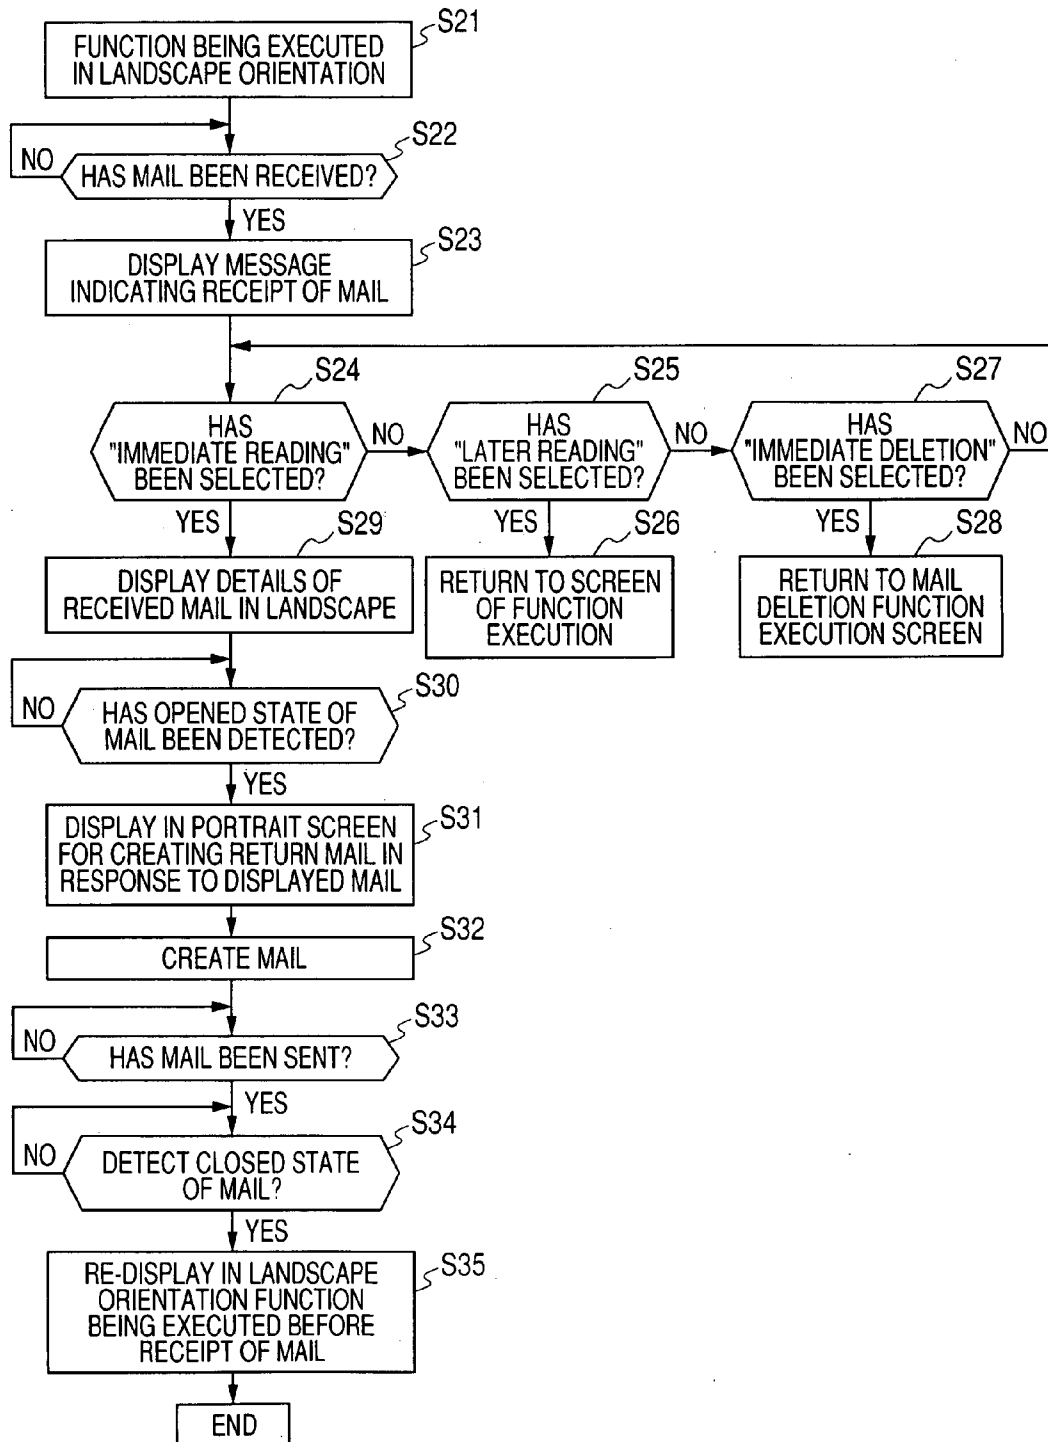 S21
FUNCTION BEING EXECUTED
IN LANDSCAPE ORIENTATION
S22
NO
HAS MAIL BEEN RECEIVED?
YES
S23
DISPLAY MESSAGE
INDICATING RECEIPT OF MAIL
S24
HAS
"IMMEDIATE READING"
BEEN SELECTED?
NO
S25
HAS
"LATER READING"
BEEN SELECTED?
NO
S27
HAS
"IMMEDIATE DELETION"
BEEN SELECTED?
NO
YES
S29
DISPLAY DETAILS OF
RECEIVED MAIL IN LANDSCAPE
YES
S26
RETURN TO SCREEN
OF FUNCTION
EXECUTION
YES
S28
RETURN TO MAIL
DELETION FUNCTION
EXECUTION SCREEN
S30
NO
HAS OPENED STATE OF
MAIL BEEN DETECTED?
YES
S31
DISPLAY IN PORTRAIT SCREEN
FOR CREATING RETURN MAIL IN
RESPONSE TO DISPLAYED MAIL
S32
CREATE MAIL
S33
NO
HAS MAIL BEEN SENT?
YES
S34
NO
DETECT CLOSED STATE
OF MAIL?
YES
S35
RE-DISPLAY IN LANDSCAPE
ORIENTATION FUNCTION
BEING EXECUTED BEFORE
RECEIPT OF MAIL
END